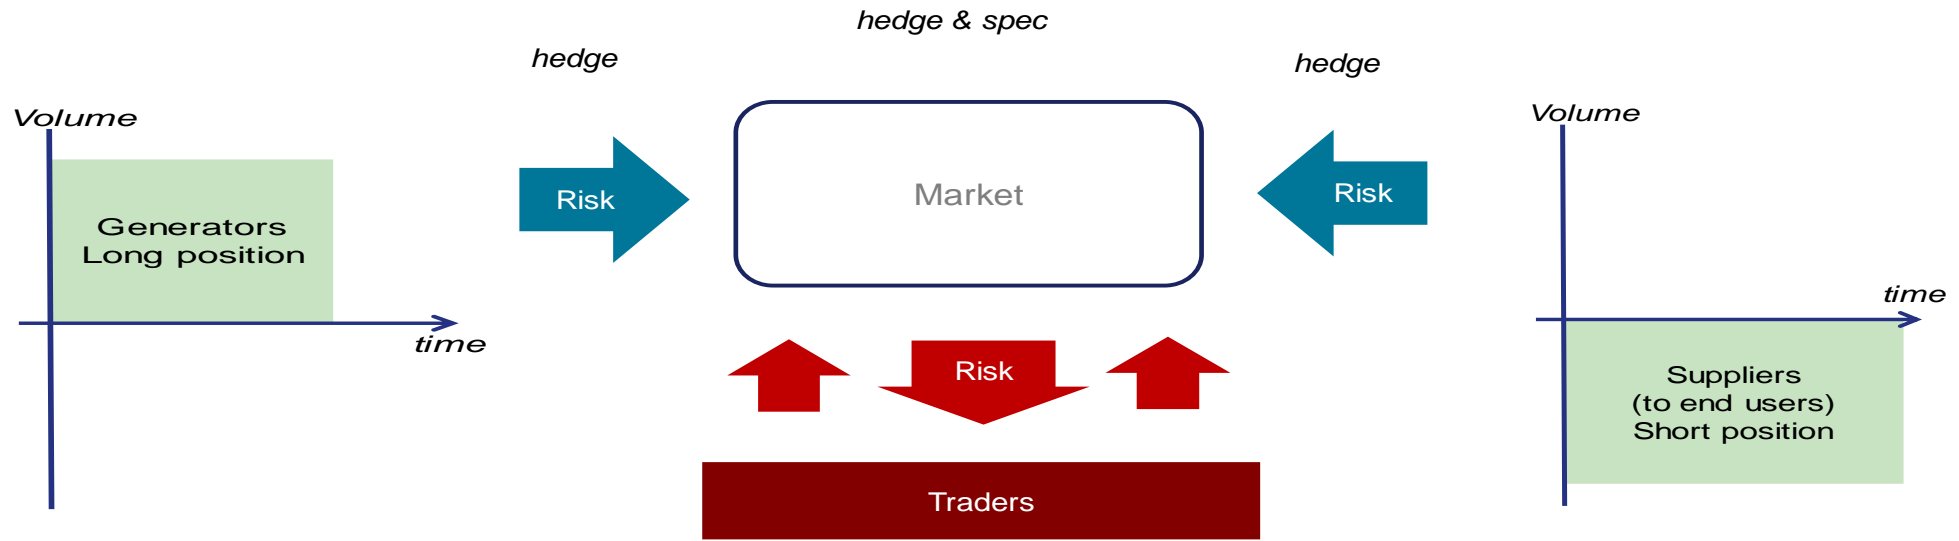 hedge & spec
hedge
hedge
Volume
Volume
Risk
Market
Risk
Generators
Long position
time
time
Risk
Suppliers
(to end users)
Short position
Traders